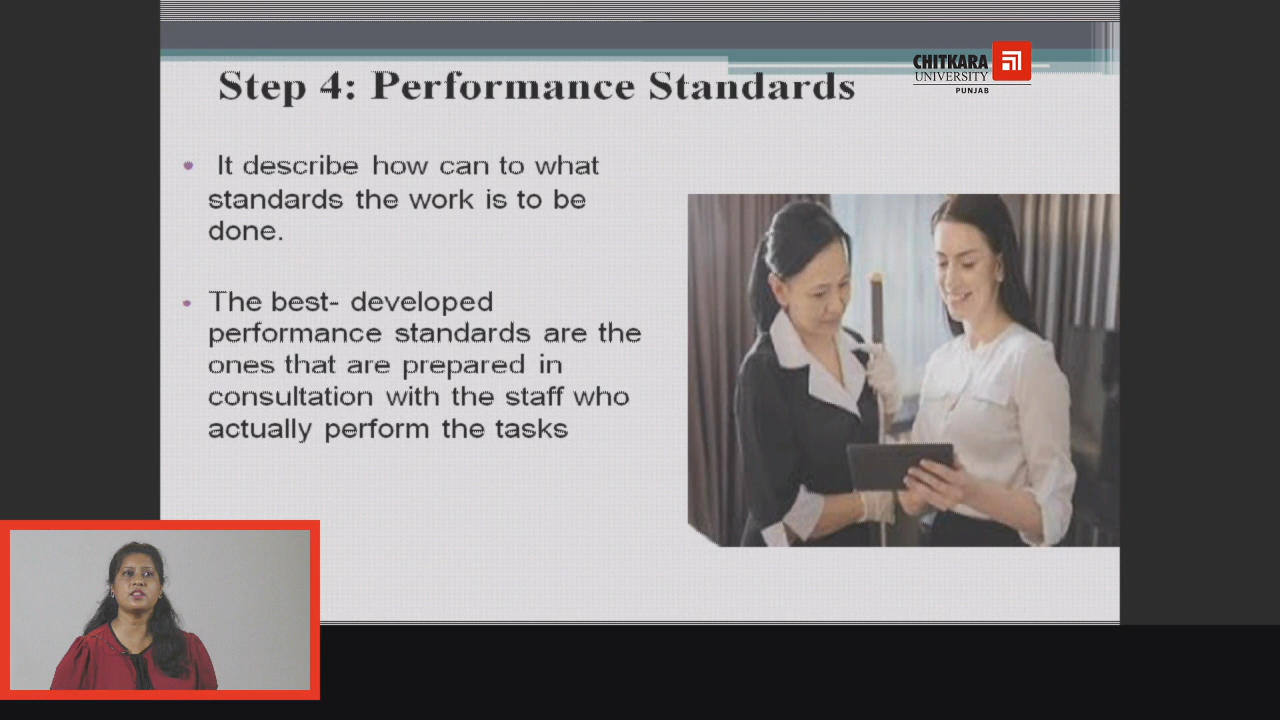 CHITKARA
UNIVERSITY
PUNJAB
Step 4: Performance Standards
• It describe how can to what
standards the work is to be
done.
• The best- developed
performance standards are the
ones that are prepared in
consultation with the staff who
actually perform the tasks